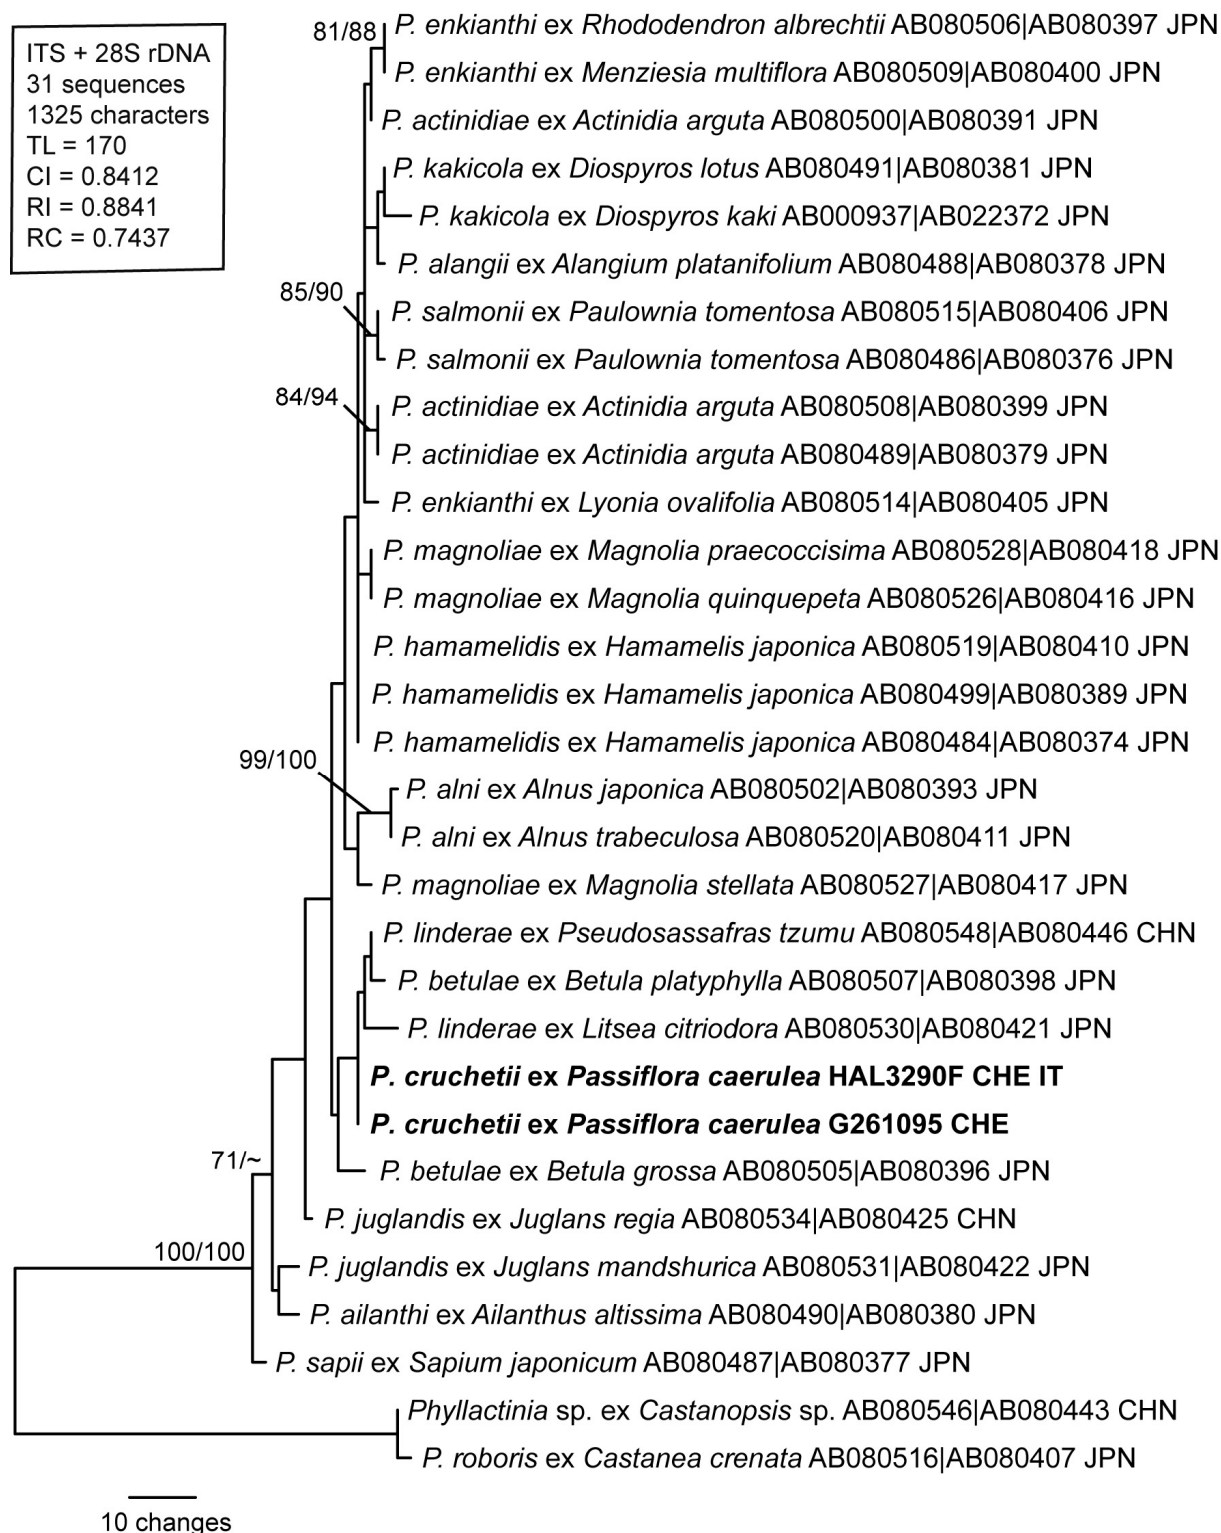 ITS + 28S rDNA
31 sequences
1325 characters
TL = 170
CI = 0.8412
RI = 0.8841
RC = 0.7437
81/88
P. enkianthi ex Rhododendron albrechtii AB080506|AB080397 JPN
P. enkianthi ex Menziesia multiflora AB080509|AB080400 JPN
P. actinidiae ex Actinidia arguta AB080500|AB080391 JPN
P. kakicola ex Diospyros lotus AB080491|AB080381 JPN
P. kakicola ex Diospyros kaki AB000937|AB022372 JPN
P. alangii ex Alangium platanifolium AB080488|AB080378 JPN
85/90
P. salmonii ex Paulownia tomentosa AB080515|AB080406 JPN
P. salmonii ex Paulownia tomentosa AB080486|AB080376 JPN
84/94
P. actinidiae ex Actinidia arguta AB080508|AB080399 JPN
P. actinidiae ex Actinidia arguta AB080489|AB080379 JPN
P. enkianthi ex Lyonia ovalifolia AB080514|AB080405 JPN
P. magnoliae ex Magnolia praecoccisima AB080528|AB080418 JPN
P. magnoliae ex Magnolia quinquepeta AB080526|AB080416 JPN
P. hamamelidis ex Hamamelis japonica AB080519|AB080410 JPN
P. hamamelidis ex Hamamelis japonica AB080499|AB080389 JPN
P. hamamelidis ex Hamamelis japonica AB080484|AB080374 JPN
99/100
P. alni ex Alnus japonica AB080502|AB080393 JPN
P. alni ex Alnus trabeculosa AB080520|AB080411 JPN
P. magnoliae ex Magnolia stellata AB080527|AB080417 JPN
P. linderae ex Pseudosassafras tzumu AB080548|AB080446 CHN
P. betulae ex Betula platyphylla AB080507|AB080398 JPN
P. linderae ex Litsea citriodora AB080530|AB080421 JPN
P. cruchetii ex Passiflora caerulea HAL3290F CHE IT
P. cruchetii ex Passiflora caerulea G261095 CHE
71/~
P. betulae ex Betula grossa AB080505|AB080396 JPN
P. juglandis ex Juglans regia AB080534|AB080425 CHN
100/100
P. juglandis ex Juglans mandshurica AB080531|AB080422 JPN
P. ailanthi ex Ailanthus altissima AB080490|AB080380 JPN
P. sapii ex Sapium japonicum AB080487|AB080377 JPN
Phyllactinia sp. ex Castanopsis sp. AB080546|AB080443 CHN
P. roboris ex Castanea crenata AB080516|AB080407 JPN
10 changes